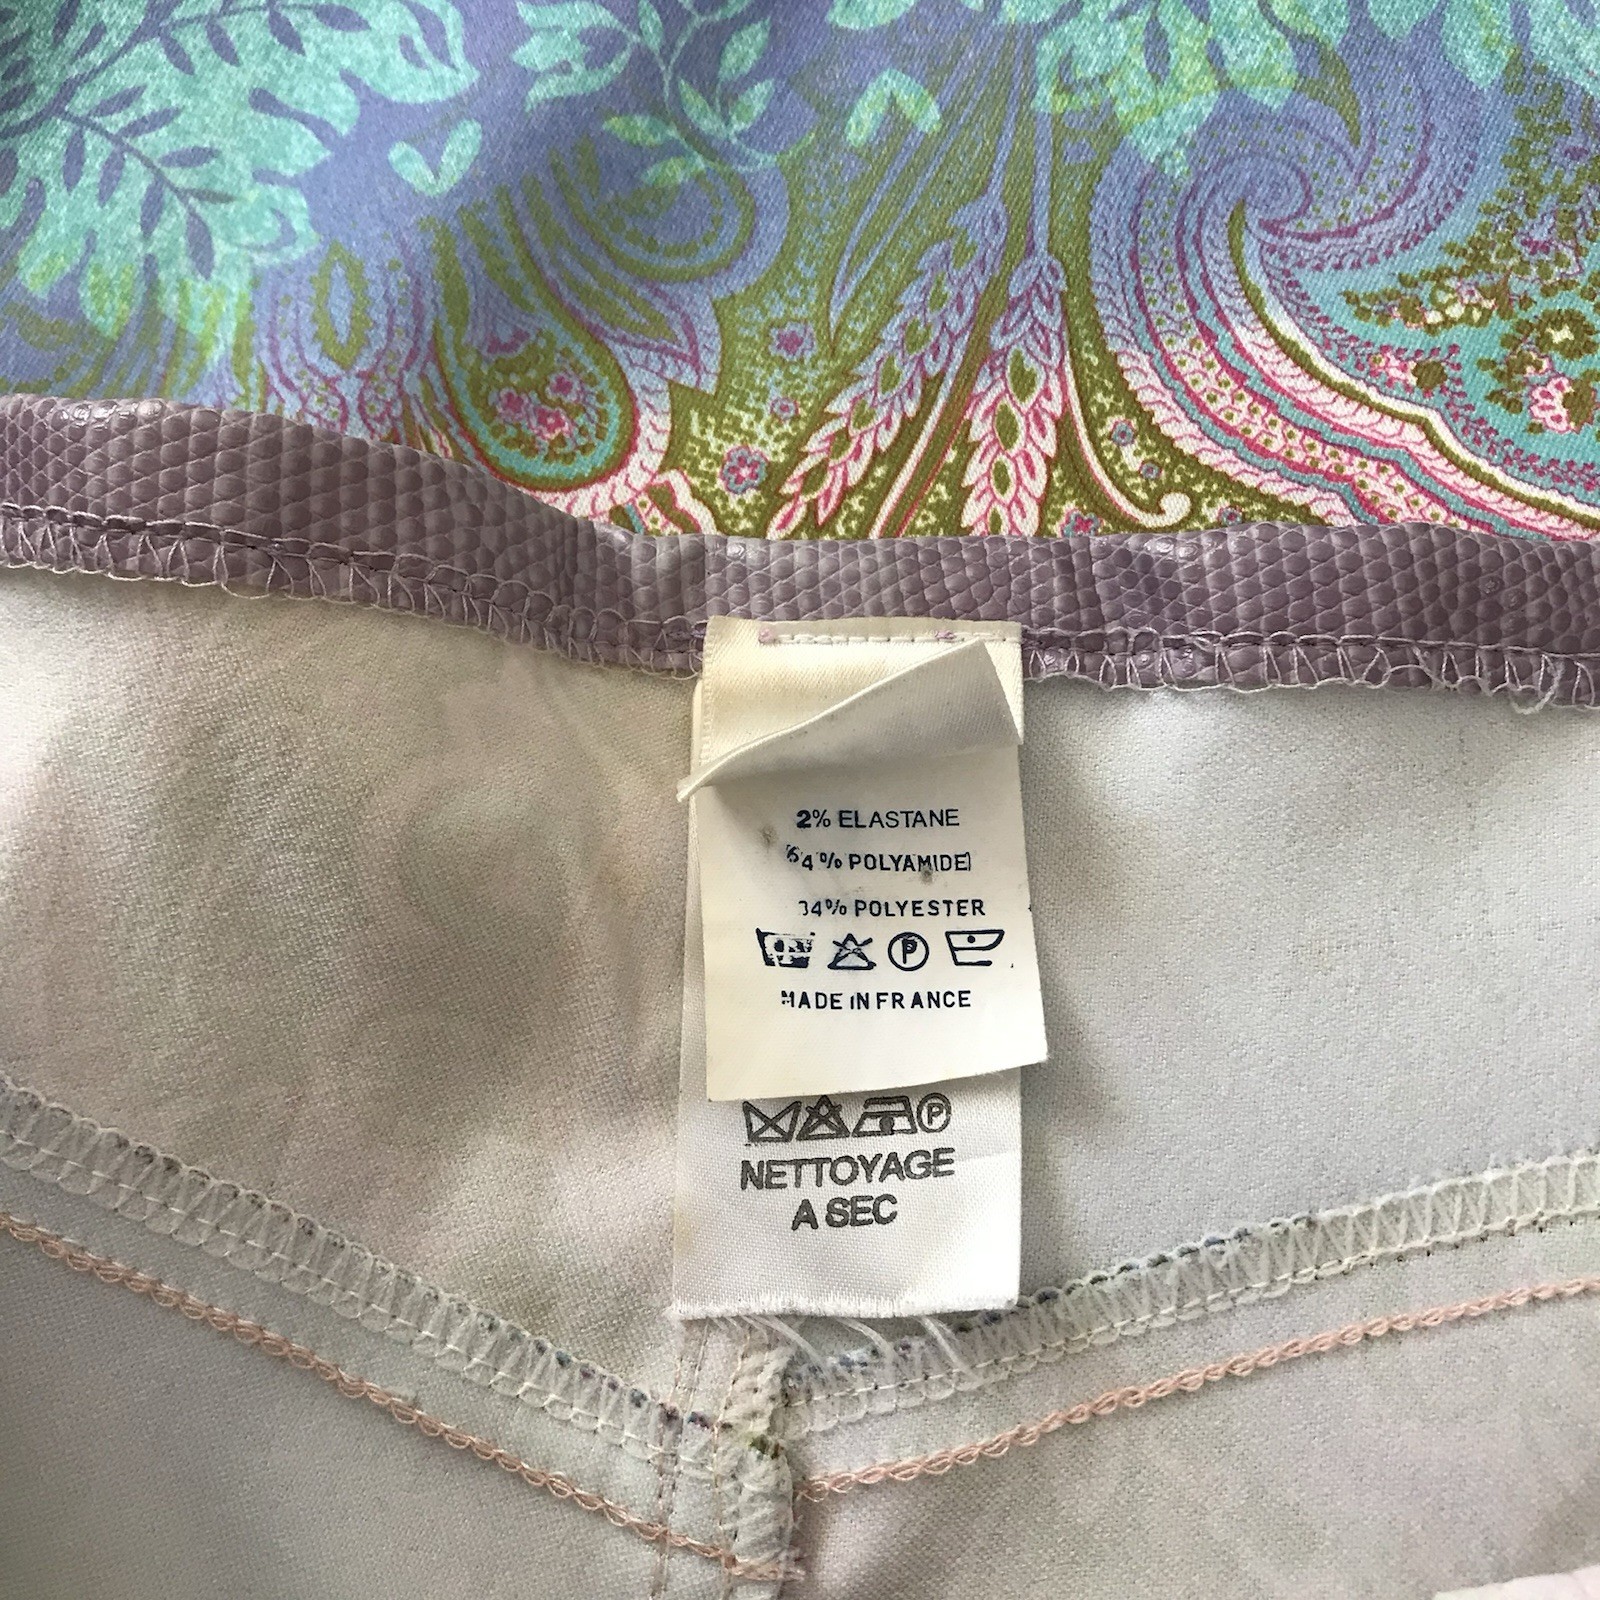 2% ELASTANE
64% POLYAMIDE
34% POLYESTER
P
MADE IN FRANCE
P
NETTOYAGE
A SEC